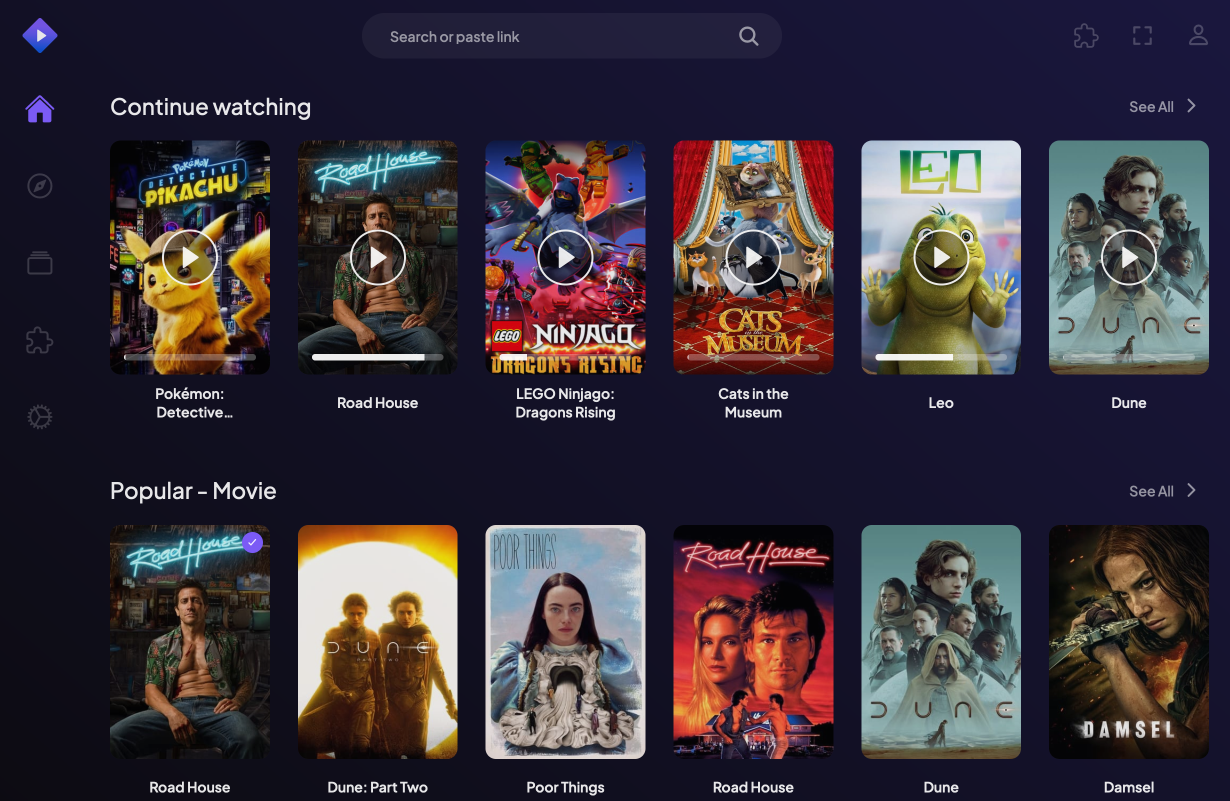 Search or paste link
Continue watching
See All
POKÉMON
DETECTIVE
PIKACHU
Road House
LEGO
NINJAGO
DRAGONS RISING
CATS
in the
MUSEUM
LEO
DUNE
Pokémon:
Detective...
Road House
LEGO Ninjago:
Dragons Rising
Cats in the
Museum
Leo
Dune
Popular - Movie
See All
Road House
DUNE
PART TWO
POOR THINGS
Road House
DUNE
DAMSEL
Road House
Dune: Part Two
Poor Things
Road House
Dune
Damsel